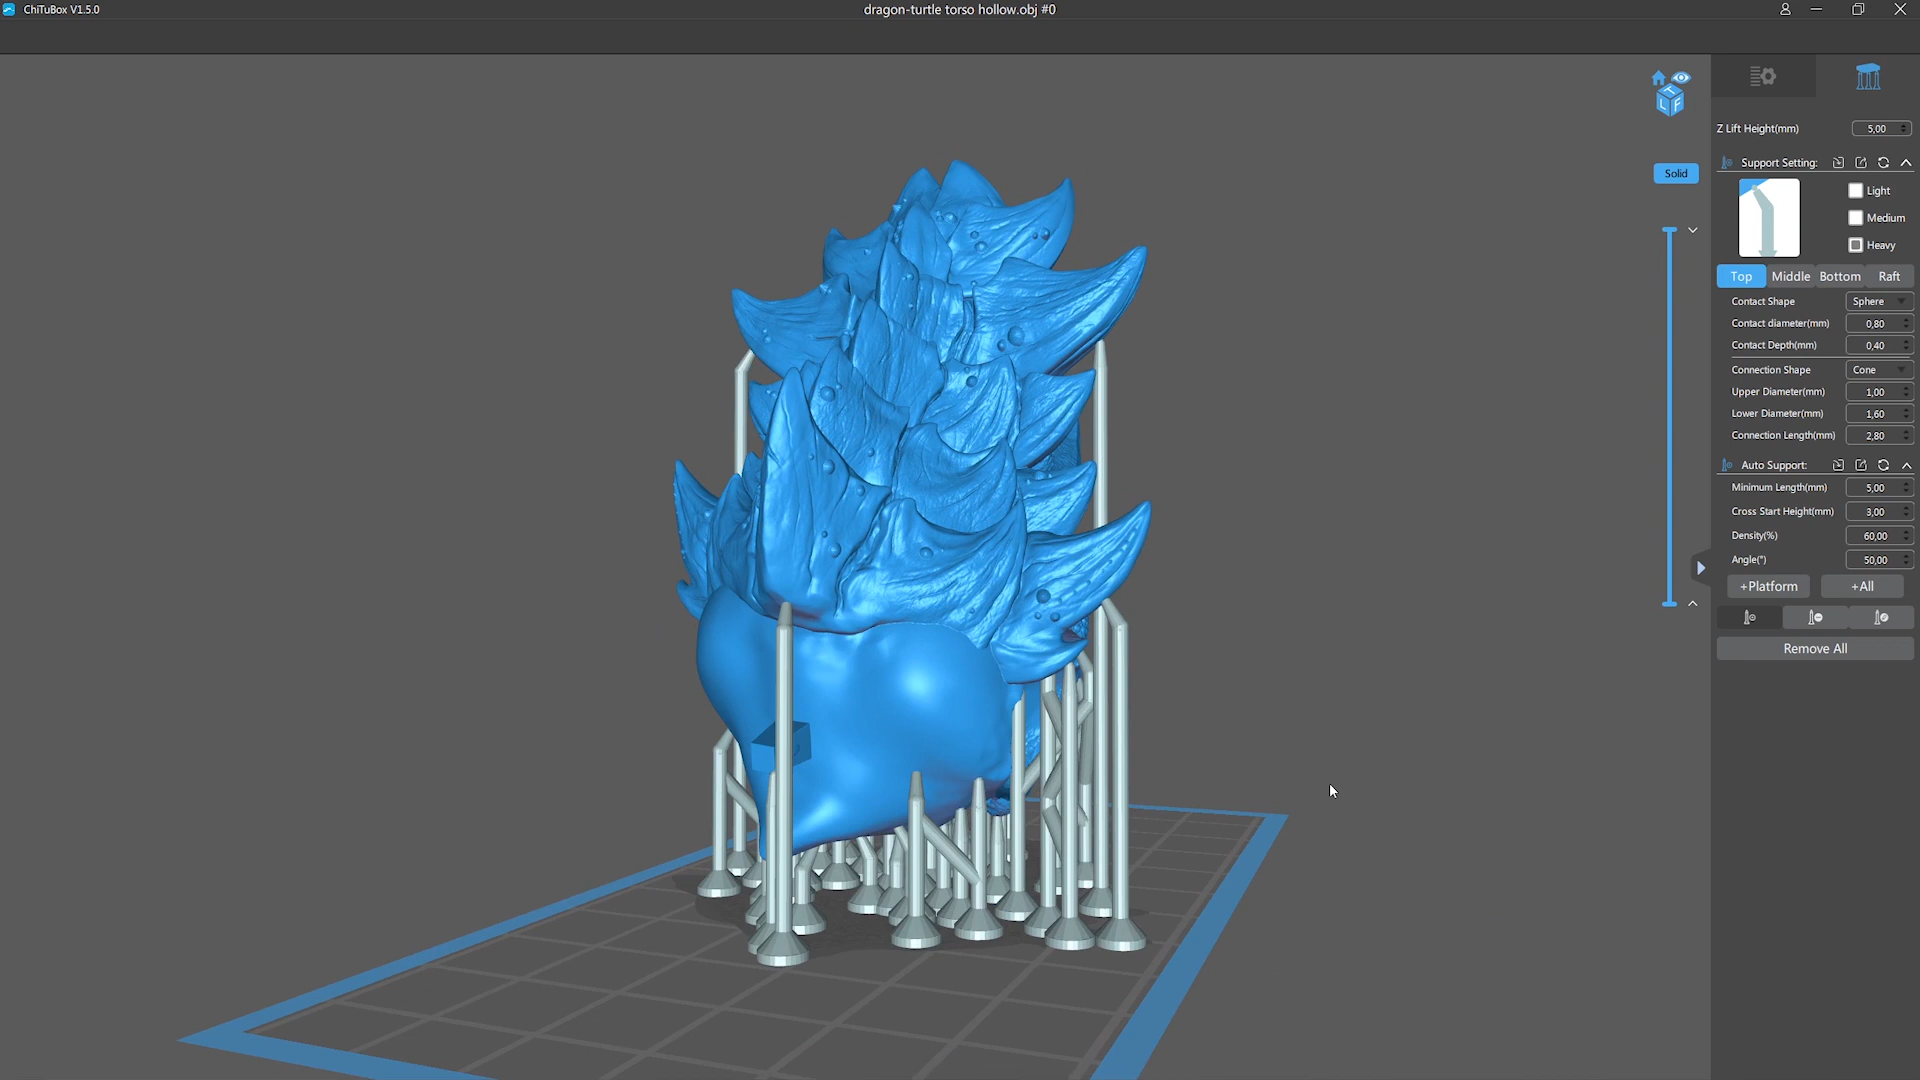 ChiTuBox V1.5.0
dragon-turtle torso hollow.obj #0
T
L F
Z Lift Height(mm) 5,00
Support Setting:
Solid
Light
Medium
Heavy
Top Middle Bottom Raft
Contact Shape Sphere
Contact diameter(mm) 0,80
Contact Depth(mm) 0,40
Connection Shape Cone
Upper Diameter(mm) 1,00
Lower Diameter(mm) 1,60
Connection Length(mm) 2,80
Auto Support:
Minimum Length(mm) 5,00
Cross Start Height(mm) 3,00
Density(%) 60,00
Angle(°) 50,00
+Platform +All
Remove All